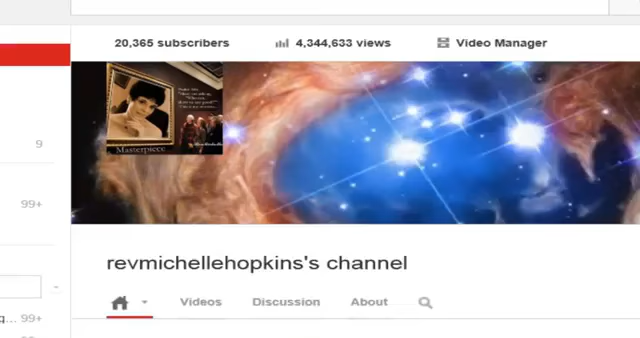 20,365 subscribers 4,344,633 views Video Manager
9
Masterpiece
99+
revmichellehopkins's channel
Videos Discussion About
99+